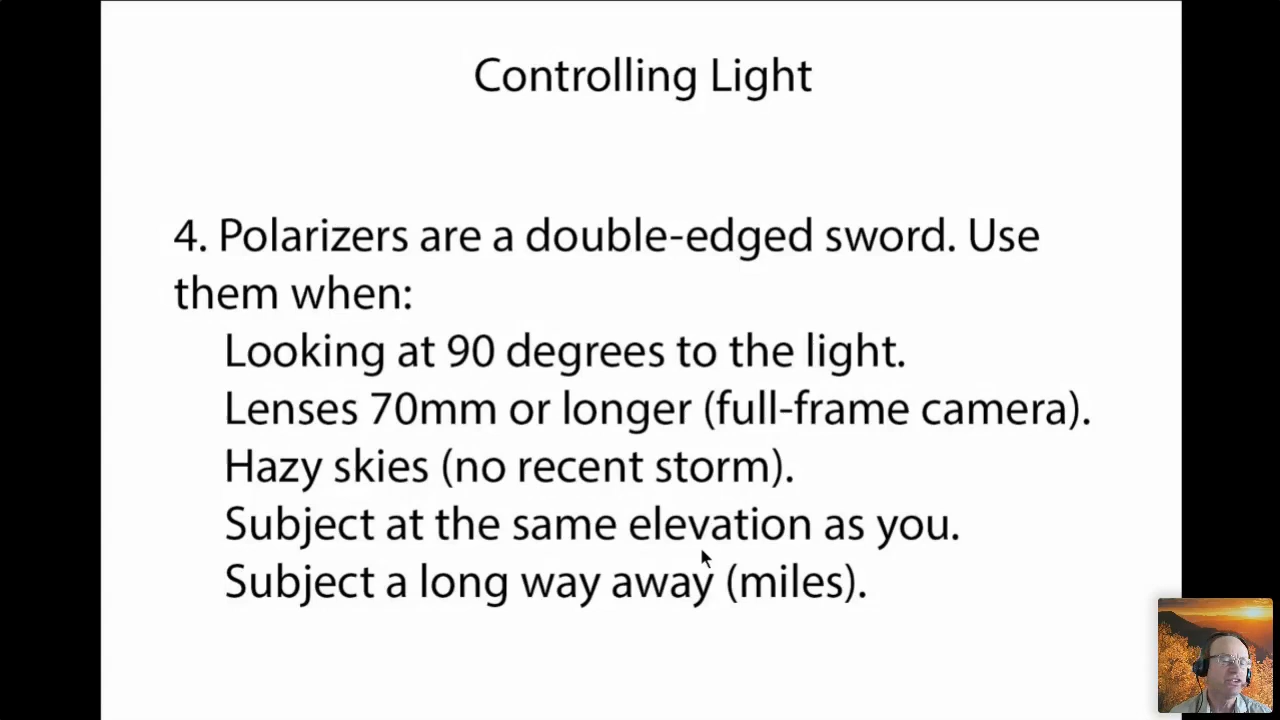 Controlling Light
4. Polarizers are a double-edged sword. Use
them when:
Looking at 90 degrees to the light.
Lenses 70mm or longer (full-frame camera).
Hazy skies (no recent storm).
Subject at the same elevation as you.
Subject a long way away (miles).